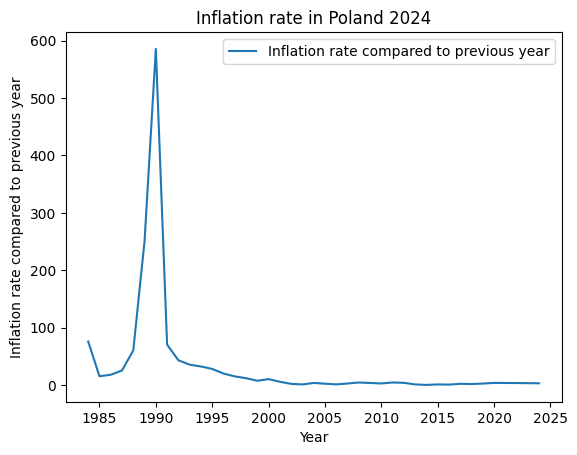 Inflation rate in Poland 2024
Inflation rate compared to previous year
Inflation rate compared to previous year
600
500
400
300
200
100
0
1985 1990 1995 2000 2005 2010 2015 2020 2025
Year